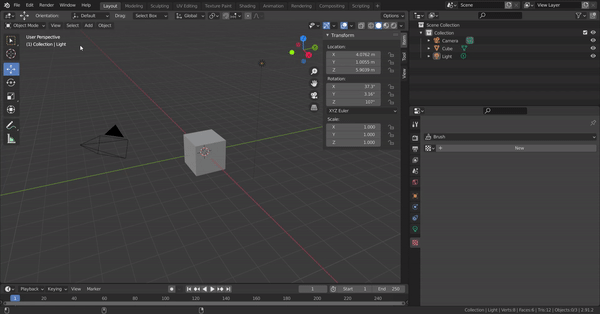 File Edit Render Window Help Layout Modeling Sculpting UV Editing Texture Paint Shading Animation Rendering Scene View Layer
Orientation: Default Drag: Select Box Global Options
Object Mode View Select Add Object
User Perspective
(1) Collection | Light
Transform
Location:
X 4.0762 m
Y 1.0055 m
Z 5.9039 m
Rotation:
X 37.3°
Y 3.16°
Z 107°
XYZ Euler
Scale:
X 1.000
Y 1.000
Z 1.000
Item
Tool
View
Scene Collection
Collection
Camera
Cube
Light
Brush
New
Playback Keying View Marker 1 Start 1 End 250
1 20 40 60 80 100 120 140 160 180 200 220 240
Collection | Light | Verts:8 | Faces:6 | Tris:12 | Objects:0/3 | 2.91.2